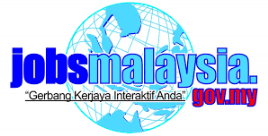 jobsmalaysia.
"Gerbang Kerjaya Interaktif Anda"
gov.my